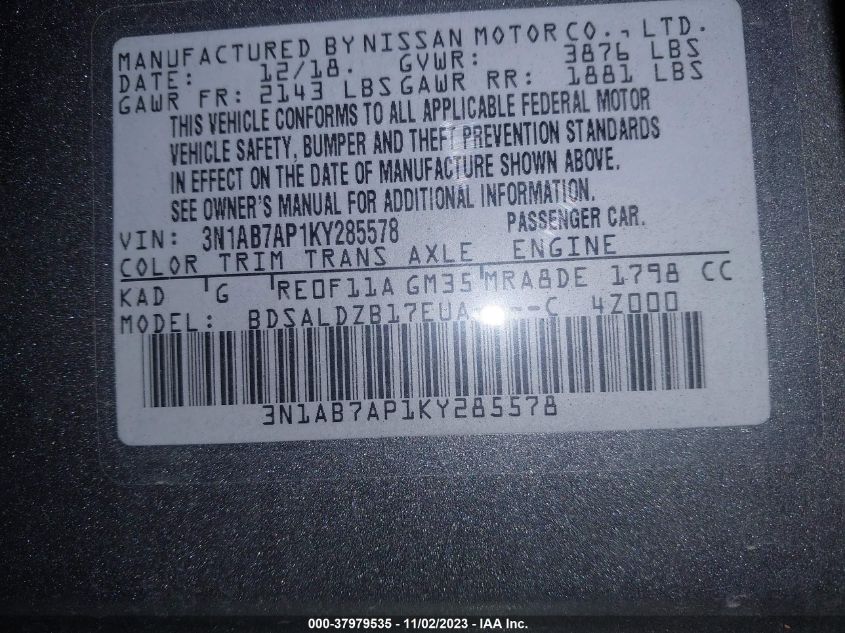 MANUFACTURED BY NISSAN MOTOR CO., LTD.
DATE: 12/18. GVWR: 3876 LBS
GAWR FR: 2143 LBS GAWR RR: 1881 LBS
THIS VEHICLE CONFORMS TO ALL APPLICABLE FEDERAL MOTOR
VEHICLE SAFETY, BUMPER AND THEFT PREVENTION STANDARDS
IN EFFECT ON THE DATE OF MANUFACTURE SHOWN ABOVE.
SEE OWNER'S MANUAL FOR ADDITIONAL INFORMATION.
VIN: 3N1AB7AP1KY285578 PASSENGER CAR.
COLOR TRIM TRANS AXLE ENGINE
KAD G RE0F11A GM35 MRA8DE 1798 CC
MODEL: BDSALDZB17EUA --C 4Z000
3N1AB7AP1KY285578
000-37979535 - 11/02/2023 - IAA Inc.